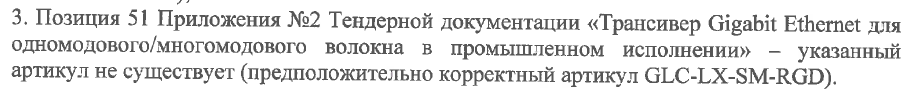 3. Позиция 51 Приложения №2 Тендерной документации «Трансивер Gigabit Ethernet для
одномодового/многомодового волокна в промышленном исполнении» – указанный
артикул не существует (предположительно корректный артикул GLC-LX-SM-RGD).